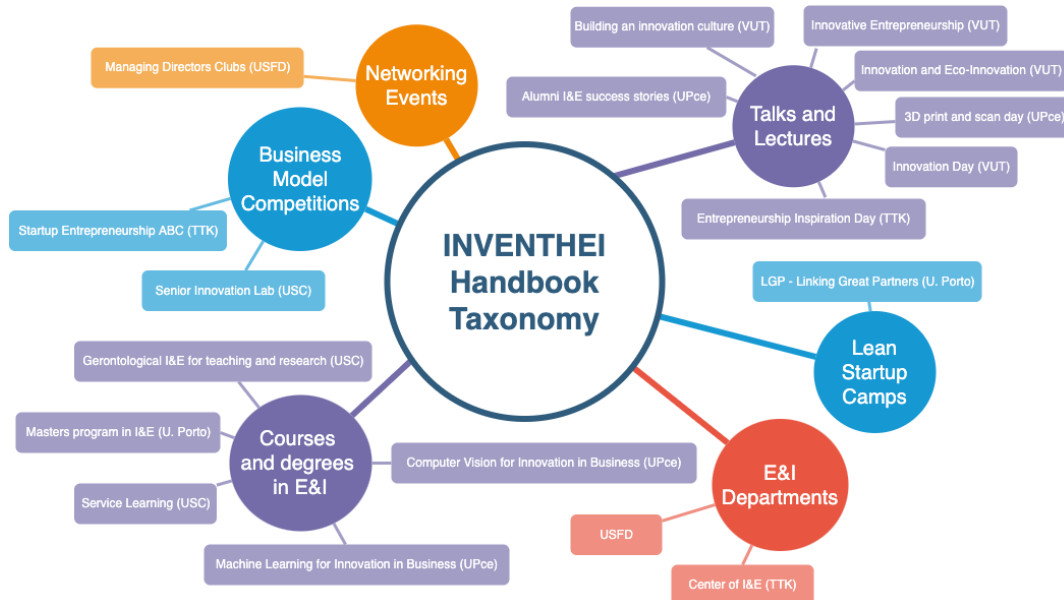 INVENTHEI
Handbook
Taxonomy
Networking
Events
Managing Directors Clubs (USFD)
Business
Model
Competitions
Startup Entrepreneurship ABC (TTK)
Senior Innovation Lab (USC)
Courses
and degrees
in E&I
Gerontological I&E for teaching and research (USC)
Masters program in I&E (U. Porto)
Service Learning (USC)
Machine Learning for Innovation in Business (UPce)
Computer Vision for Innovation in Business (UPce)
Talks and
Lectures
Building an innovation culture (VUT)
Innovative Entrepreneurship (VUT)
Alumni I&E success stories (UPce)
Innovation and Eco-Innovation (VUT)
3D print and scan day (UPce)
Innovation Day (VUT)
Entrepreneurship Inspiration Day (TTK)
LGP - Linking Great Partners (U. Porto)
Lean
Startup
Camps
E&I
Departments
USFD
Center of I&E (TTK)